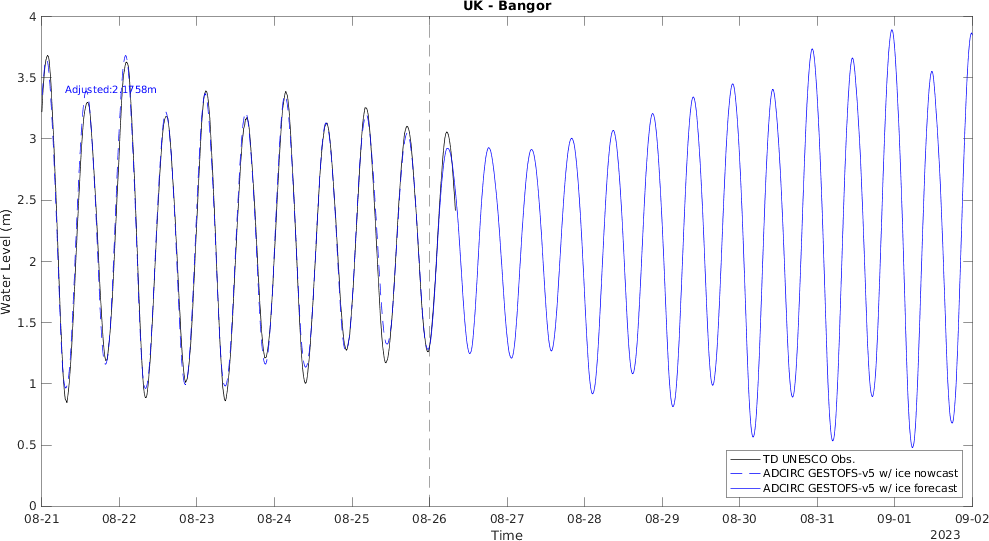 UK - Bangor
4
3.5
3
2.5
2
1.5
1
0.5
0
Water Level (m)
Adjusted:2.1758m
TD UNESCO Obs.
ADCIRC GESTOFS-v5 w/ ice nowcast
ADCIRC GESTOFS-v5 w/ ice forecast
08-21 08-22 08-23 08-24 08-25 08-26 08-27 08-28 08-29 08-30 08-31 09-01 09-02
Time
2023